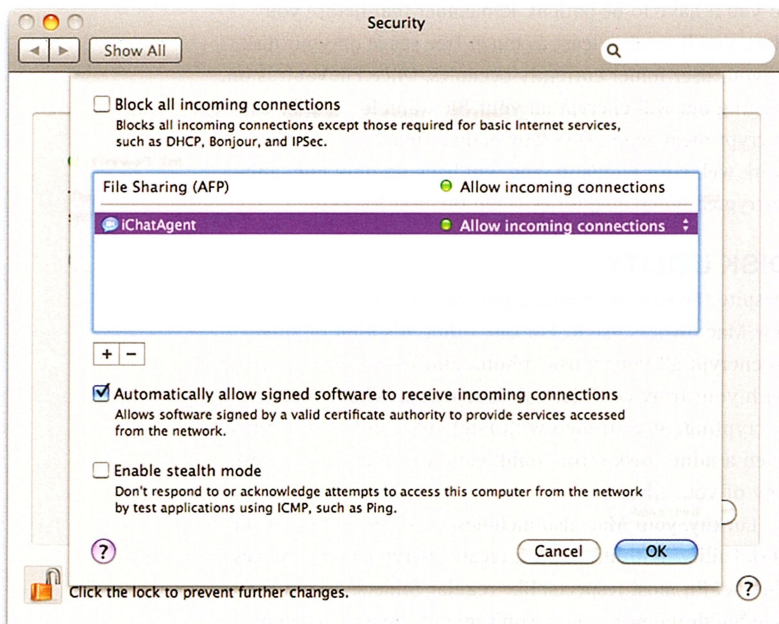 Security
Show All
Block all incoming connections
Blocks all incoming connections except those required for basic Internet services,
such as DHCP, Bonjour, and IPSec.
File Sharing (AFP) Allow incoming connections
iChatAgent Allow incoming connections
+ −
Automatically allow signed software to receive incoming connections
Allows software signed by a valid certificate authority to provide services accessed
from the network.
Enable stealth mode
Don't respond to or acknowledge attempts to access this computer from the network
by test applications using ICMP, such as Ping.
? Cancel OK
Click the lock to prevent further changes. ?